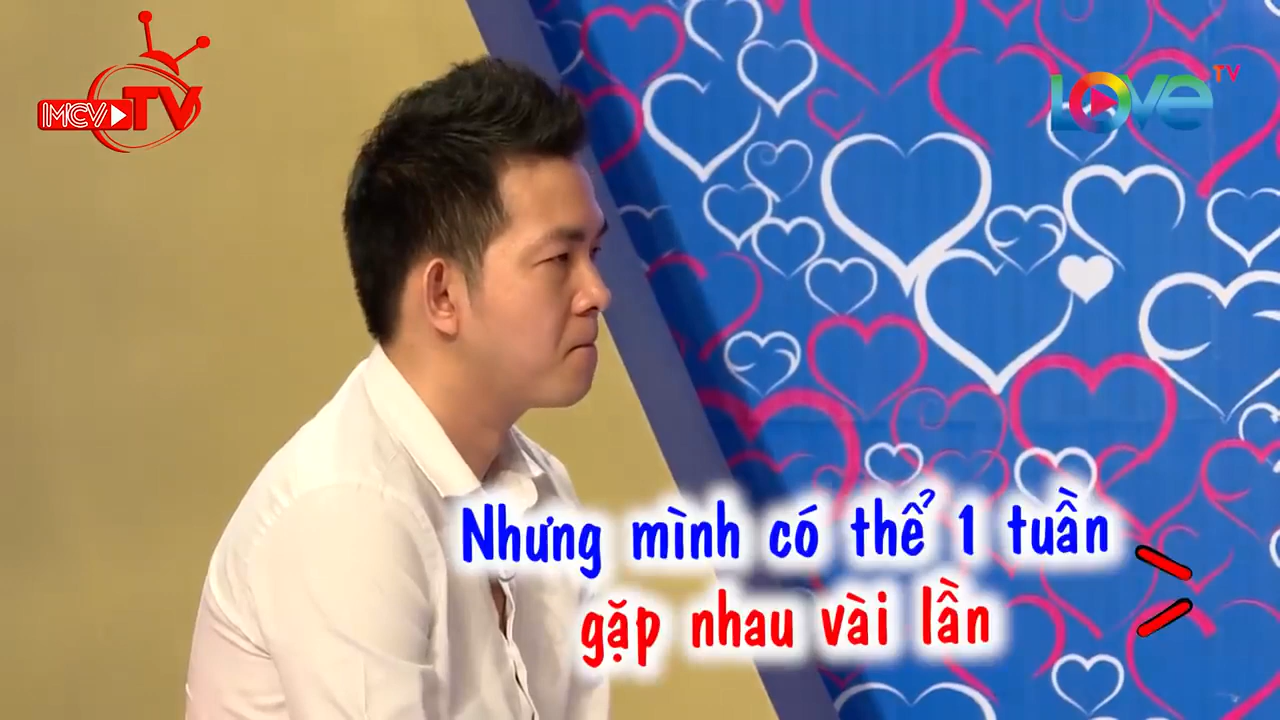 IMCV TV
LOVE TV
Nhưng mình có thể 1 tuần
gặp nhau vài lần